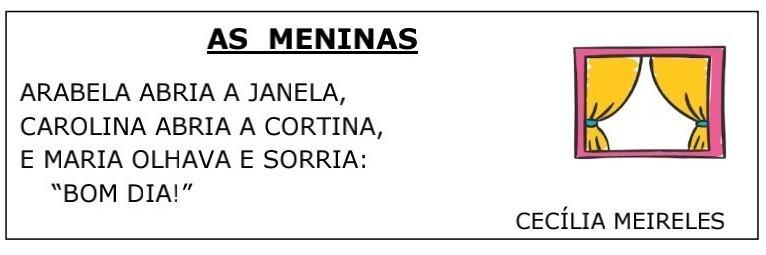 AS MENINAS
ARABELA ABRIA A JANELA,
CAROLINA ABRIA A CORTINA,
E MARIA OLHAVA E SORRIA:
“BOM DIA!”
CECÍLIA MEIRELES